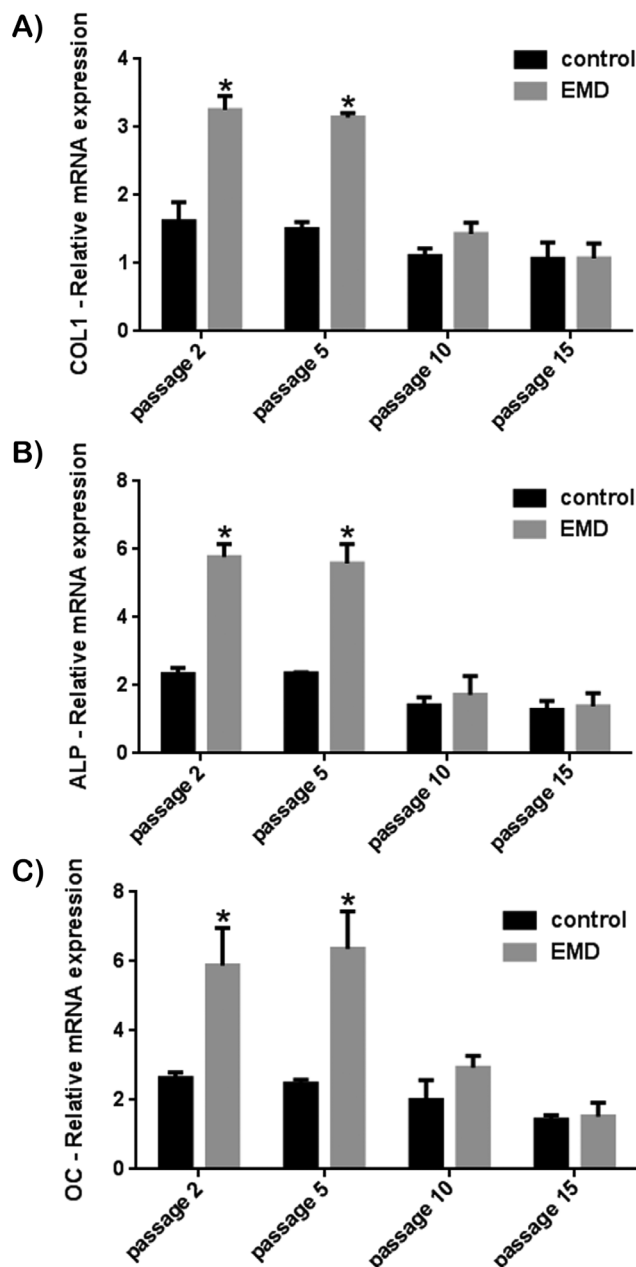 A)
COL1 - Relative mRNA expression
4
3
2
1
0
control
EMD
*
*
passage 2
passage 5
passage 10
passage 15
B)
ALP - Relative mRNA expression
8
6
4
2
0
control
EMD
*
*
passage 2
passage 5
passage 10
passage 15
C)
OC - Relative mRNA expression
8
6
4
2
0
control
EMD
*
*
passage 2
passage 5
passage 10
passage 15